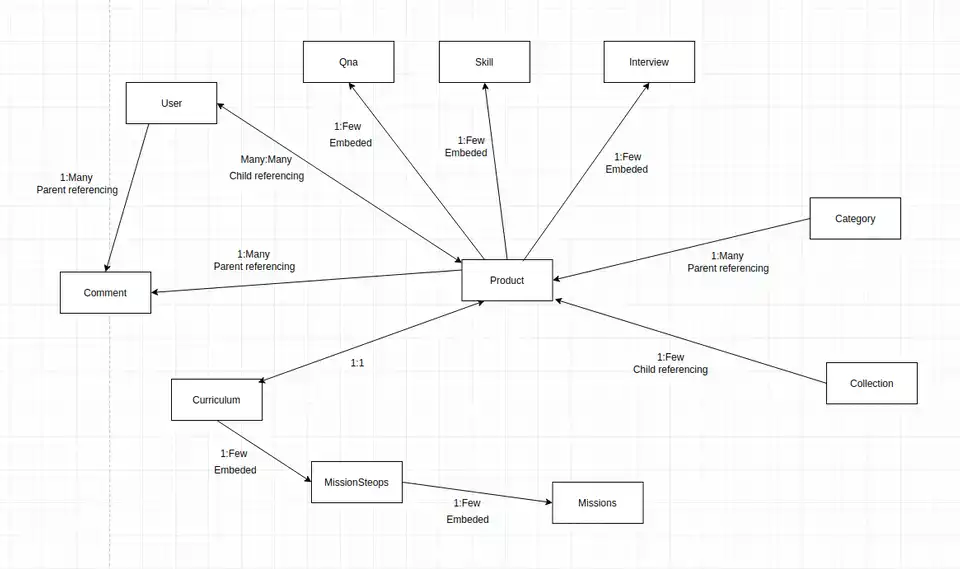 Qna
Skill
Interview
User
1:Few
Embeded
1:Few
Embeded
1:Few
Embeded
Many:Many
Child referencing
1:Many
Parent referencing
Category
1:Many
Parent referencing
1:Many
Parent referencing
Product
Comment
1:1
1:Few
Child referencing
Collection
Curriculum
1:Few
Embeded
MissionSteops
Missions
1:Few
Embeded